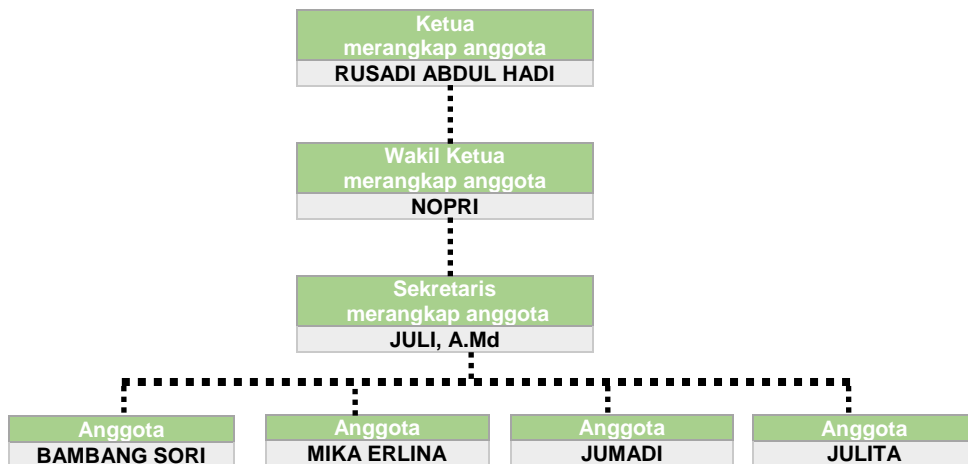 Ketua
merangkap anggota
RUSADI ABDUL HADI
Wakil Ketua
merangkap anggota
NOPRI
Sekretaris
merangkap anggota
JULI, A.Md
Anggota
BAMBANG SORI
Anggota
MIKA ERLINA
Anggota
JUMADI
Anggota
JULITA